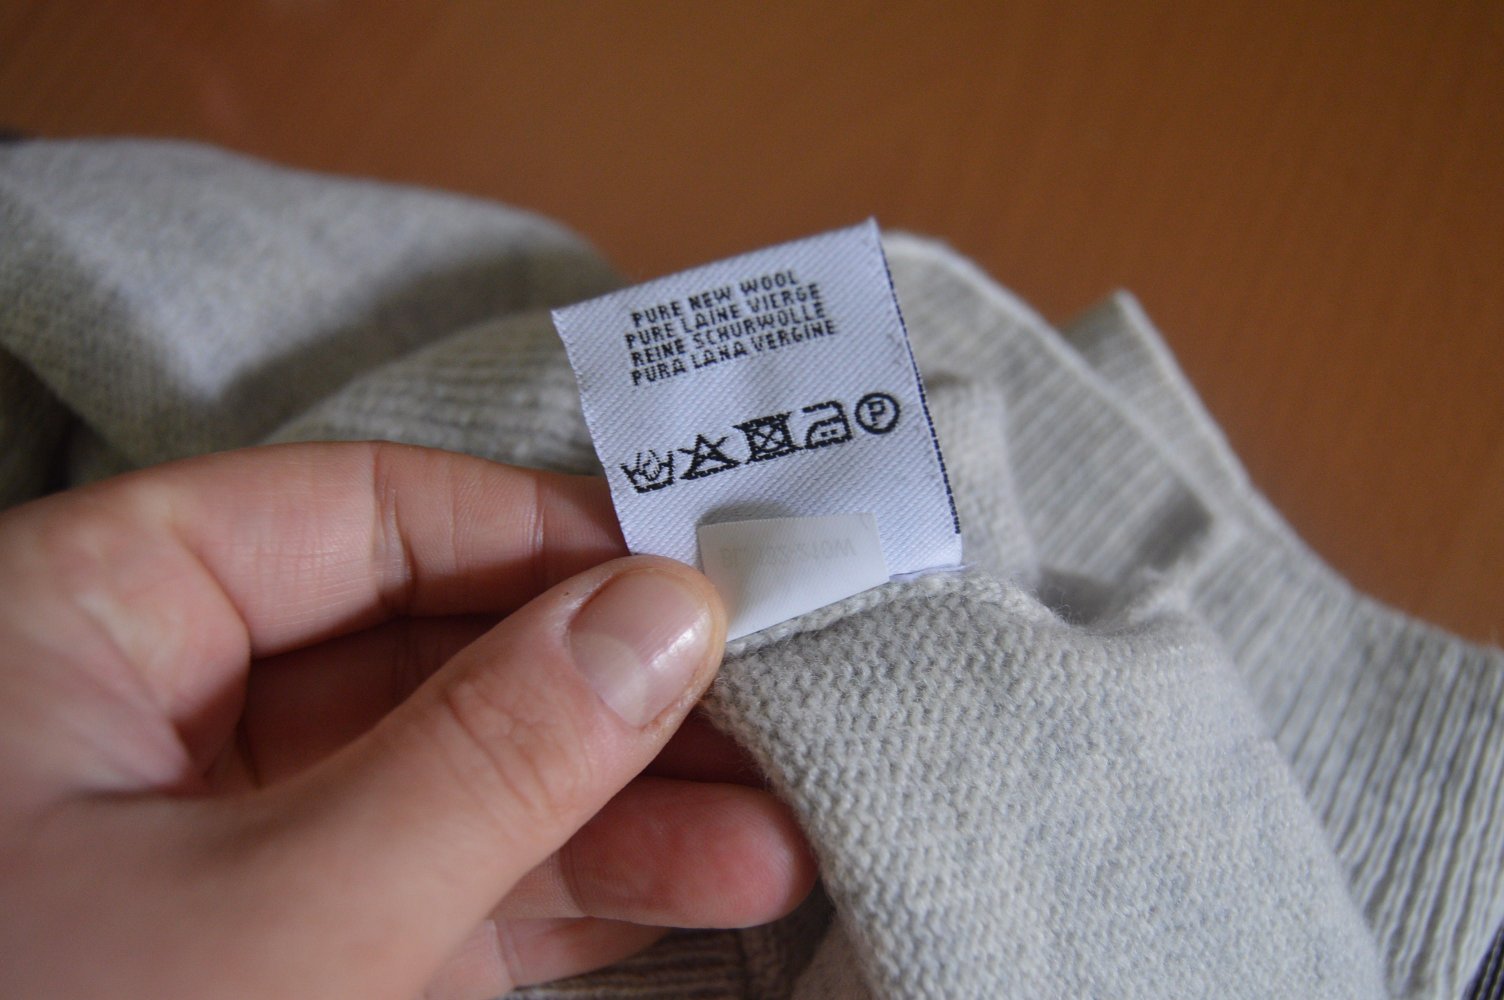 PURE NEW WOOL
PURE LAINE VIERGE
REINE SCHURWOLLE
PURA LANA VERGINE
P